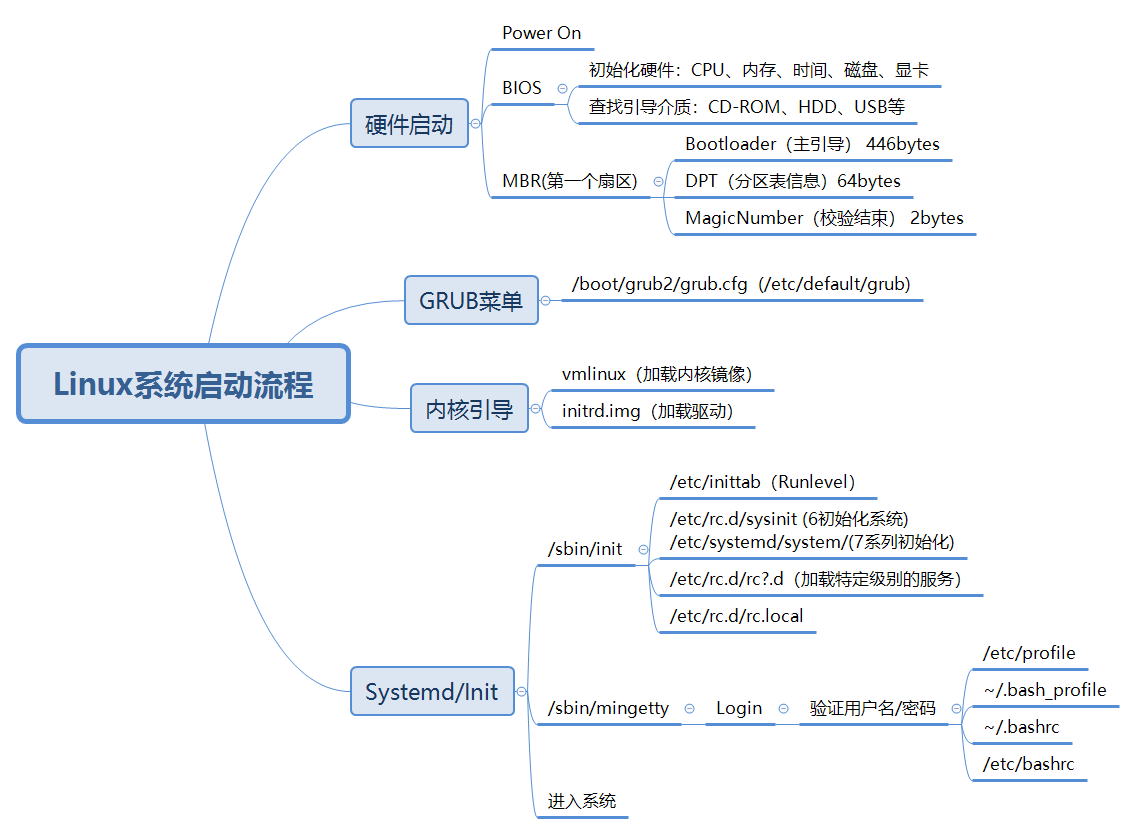 Linux系统启动流程
硬件启动
Power On
BIOS
初始化硬件：CPU、内存、时间、磁盘、显卡
查找引导介质：CD-ROM、HDD、USB等
MBR(第一个扇区)
Bootloader（主引导） 446bytes
DPT（分区表信息）64bytes
MagicNumber（校验结束） 2bytes
GRUB菜单
/boot/grub2/grub.cfg（/etc/default/grub)
内核引导
vmlinux（加载内核镜像）
initrd.img（加载驱动）
Systemd/Init
/sbin/init
/etc/inittab（Runlevel）
/etc/rc.d/sysinit (6初始化系统)
/etc/systemd/system/(7系列初始化)
/etc/rc.d/rc?.d（加载特定级别的服务）
/etc/rc.d/rc.local
/sbin/mingetty
Login
验证用户名/密码
/etc/profile
~/.bash_profile
~/.bashrc
/etc/bashrc
进入系统